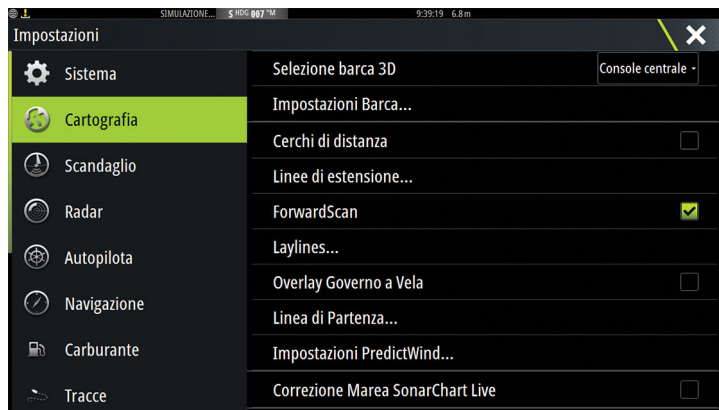 SIMULAZIONE... S HDG 007 °M 9:39:19 6.8 m
Impostazioni
Sistema
Cartografia
Scandaglio
Radar
Autopilota
Navigazione
Carburante
Tracce
Selezione barca 3D Console centrale
Impostazioni Barca...
Cerchi di distanza
Linee di estensione...
ForwardScan
Laylines...
Overlay Governo a Vela
Linea di Partenza...
Impostazioni PredictWind...
Correzione Marea SonarChart Live